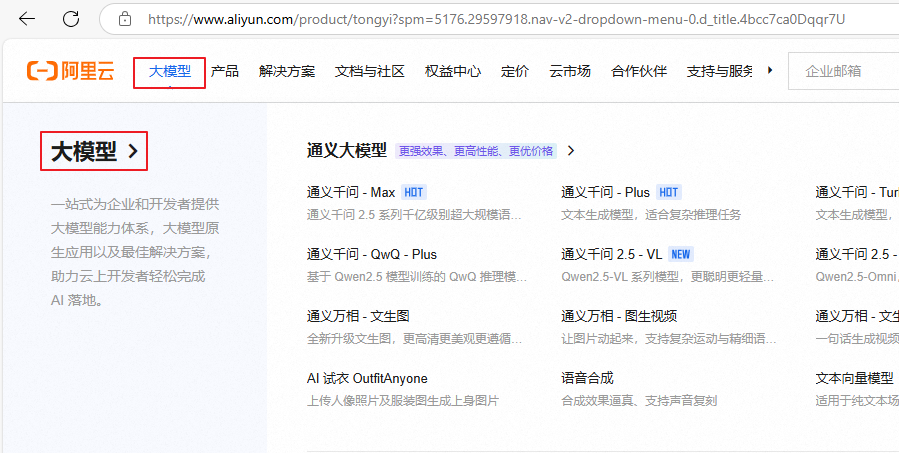 https://www.aliyun.com/product/tongyi?spm=5176.29597918.nav-v2-dropdown-menu-0.d_title.4bcc7ca0Dqqr7U
阿里云 大模型 产品 解决方案 文档与社区 权益中心 定价 云市场 合作伙伴 支持与服务 企业邮箱
大模型
一站式为企业和开发者提供
大模型能力体系，大模型原
生应用以及最佳解决方案，
助力云上开发者轻松完成
AI 落地。
通义大模型 更强效果、更高性能、更优价格
通义千问 - Max HOT
通义千问 2.5 系列千亿级别超大规模语...
通义千问 - Plus HOT
文本生成模型，适合复杂推理任务
通义千问 - Turl
文本生成模型，
通义千问 - QwQ - Plus
基于 Qwen2.5 模型训练的 QwQ 推理模...
通义千问 2.5 - VL NEW
Qwen2.5-VL 系列模型，更聪明更轻量...
通义千问 2.5 -
Qwen2.5-Omni,
通义万相 - 文生图
全新升级文生图，更高清更美观更遵循...
通义万相 - 图生视频
让图片动起来，支持复杂运动与精细语...
通义万相 - 文生
一句话生成视频
AI 试衣 OutfitAnyone
上传人像照片及服装图生成上身图片
语音合成
合成效果逼真、支持声音复刻
文本向量模型
适用于纯文本场